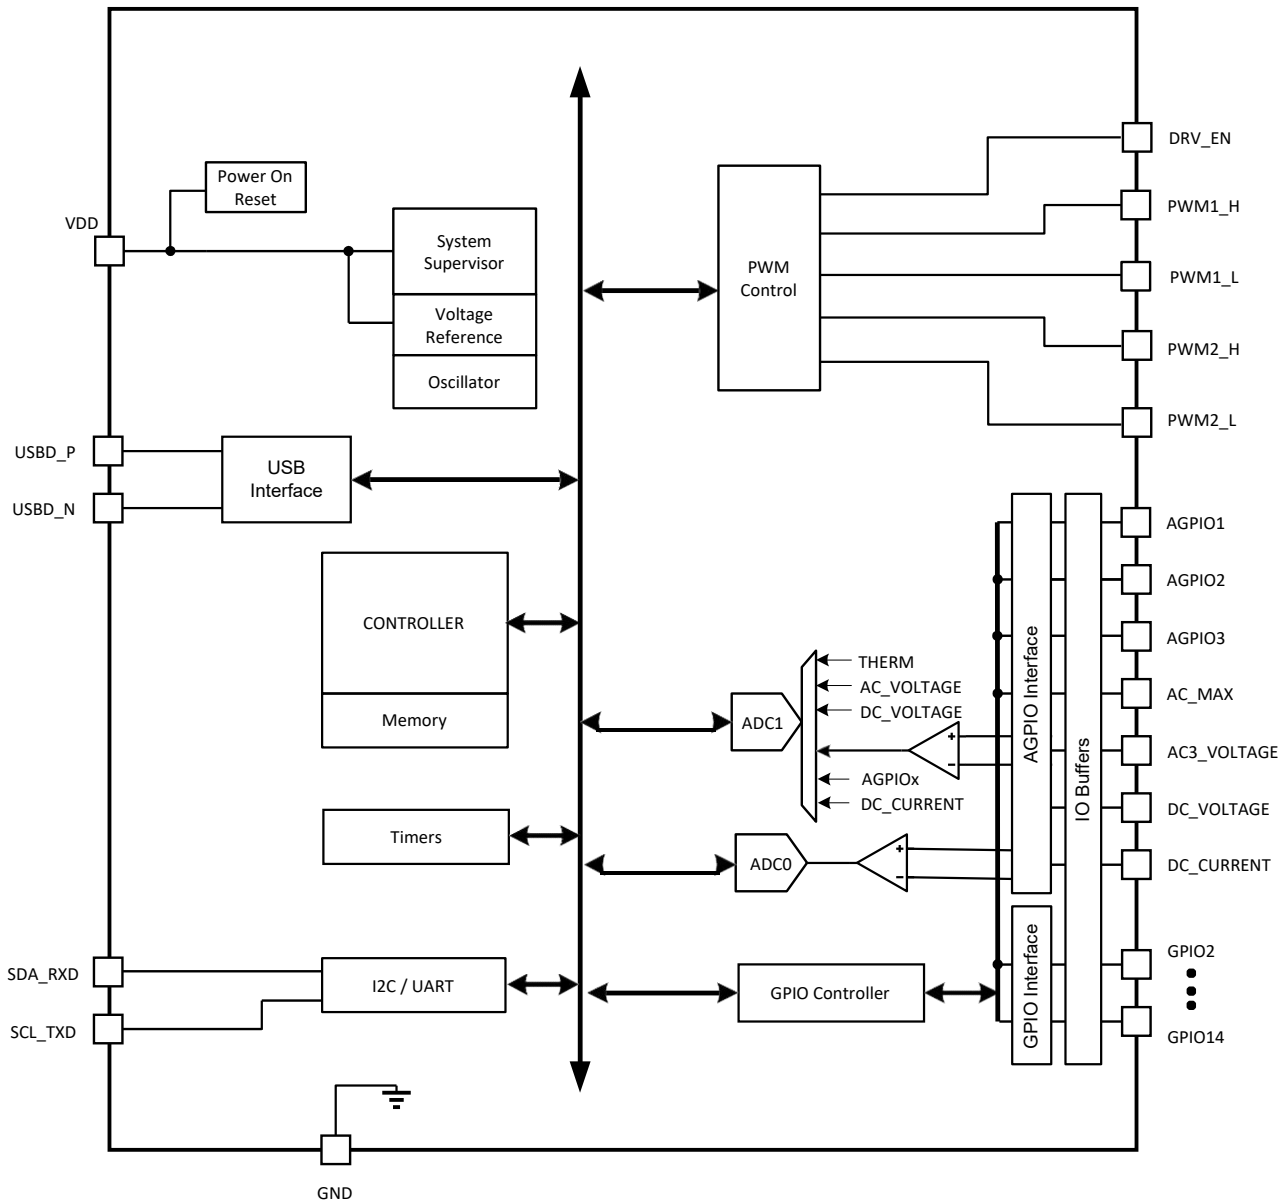 DRV_EN
Power On
Reset
PWM1_H
VDD
System
Supervisor
PWM
Control
PWM1_L
Voltage
Reference
PWM2_H
Oscillator
PWM2_L
USBD_P
USB
Interface
USBD_N
AGPIO1
AGPIO2
CONTROLLER
AGPIO3
THERM
AC_VOLTAGE
AC_MAX
DC_VOLTAGE
Memory
ADC1
+
−
AGPIO Interface
IO Buffers
AC3_VOLTAGE
AGPIOx
DC_CURRENT
DC_VOLTAGE
Timers
ADC0
+
−
DC_CURRENT
GPIO2
SDA_RXD
I2C / UART
GPIO Controller
GPIO Interface
SCL_TXD
GPIO14
GND